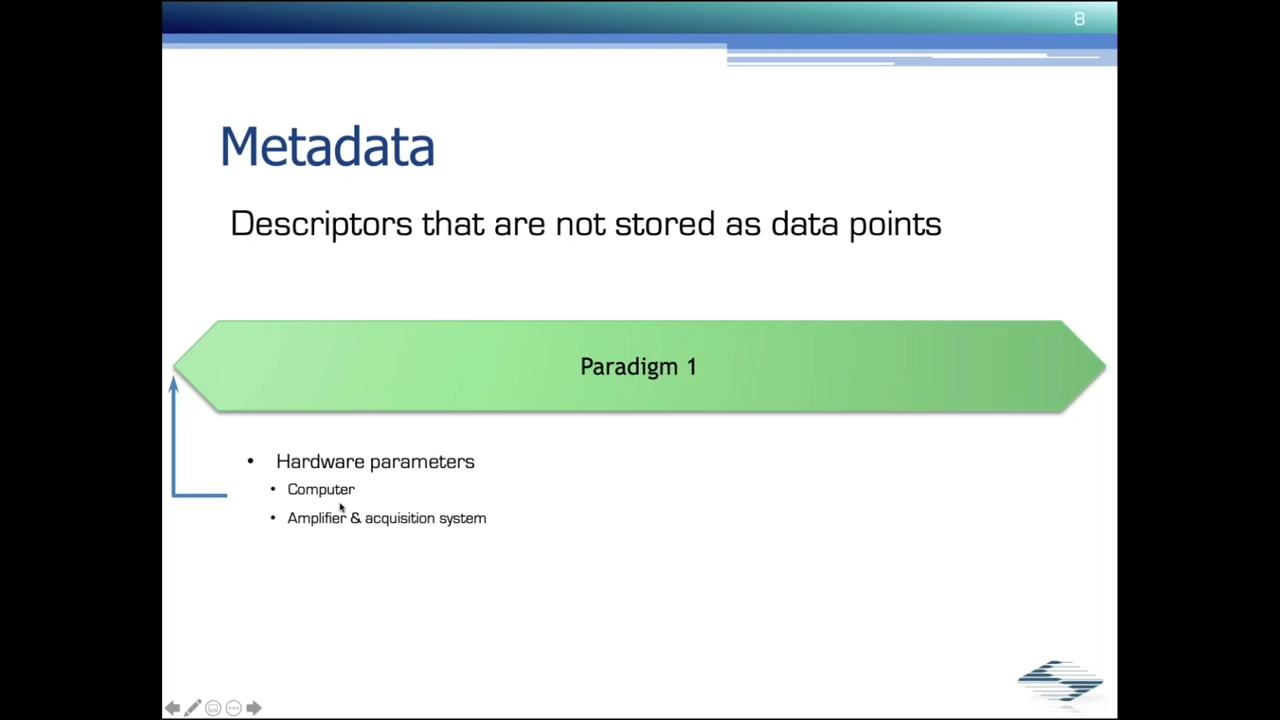 8
Metadata
Descriptors that are not stored as data points
Paradigm 1
• Hardware parameters
• Computer
• Amplifier & acquisition system